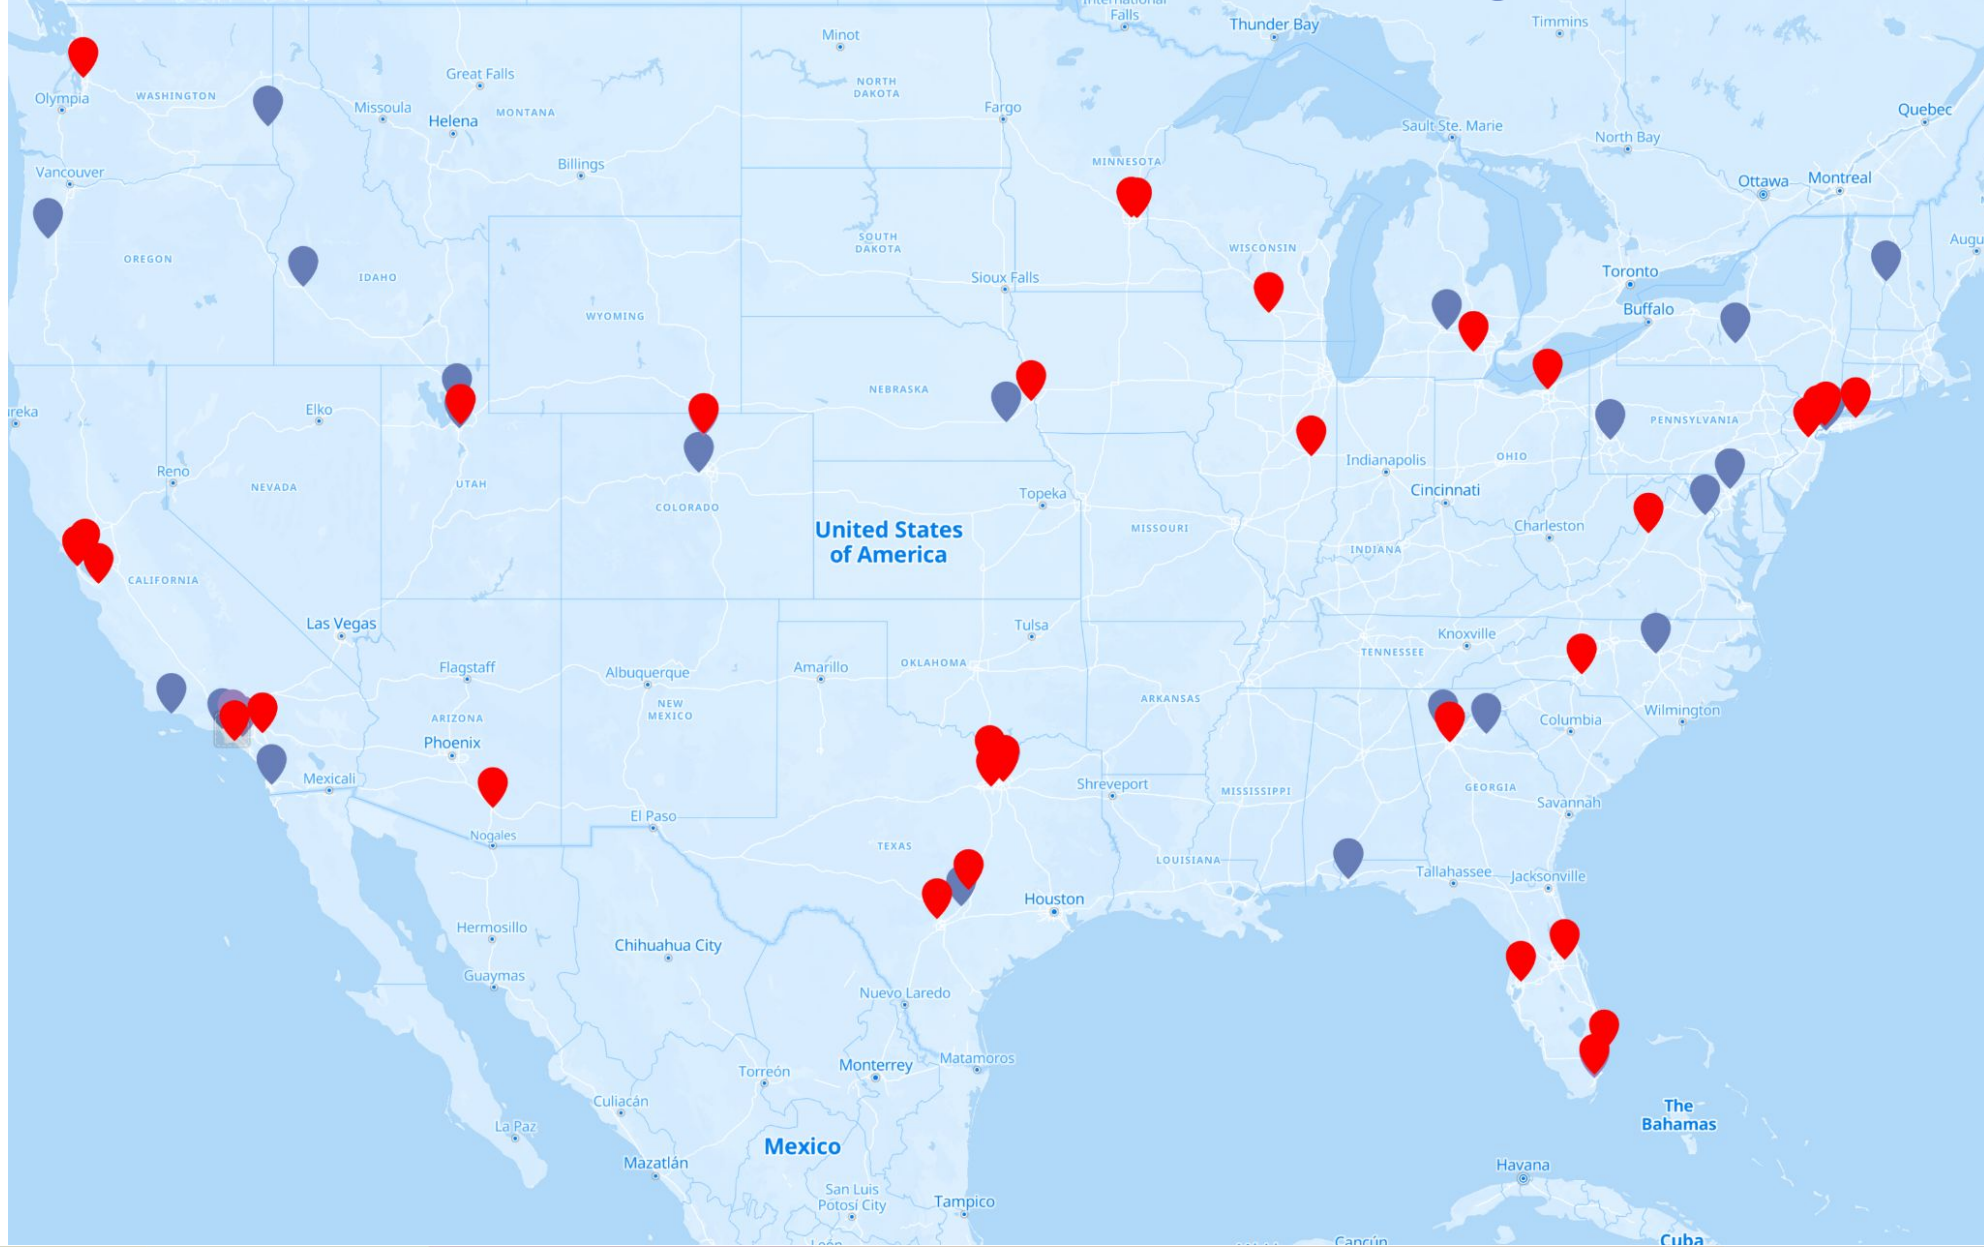 International
Falls
Thunder Bay
Timmins
Minot
Great Falls
NORTH
DAKOTA
Olympia
WASHINGTON
Missoula
Helena
MONTANA
Fargo
Quebec
Sault Ste. Marie
North Bay
Billings
MINNESOTA
Vancouver
Ottawa
Montreal
OREGON
IDAHO
SOUTH
DAKOTA
WISCONSIN
Augu
Sioux Falls
Toronto
Buffalo
WYOMING
NEBRASKA
reka
Elko
PENNSYLVANIA
Reno
NEVADA
UTAH
COLORADO
Topeka
Indianapolis
OHIO
Cincinnati
United States
of America
MISSOURI
Charleston
INDIANA
CALIFORNIA
Las Vegas
Tulsa
Knoxville
TENNESSEE
Flagstaff
Albuquerque
Amarillo
OKLAHOMA
ARKANSAS
NEW
MEXICO
ARIZONA
Phoenix
Columbia
Wilmington
Mexicali
Shreveport
MISSISSIPPI
GEORGIA
Savannah
El Paso
Nogales
TEXAS
LOUISIANA
Tallahassee
Jacksonville
Houston
Hermosillo
Chihuahua City
Guaymas
Nuevo Laredo
Torreón
Monterrey
Matamoros
Culiacán
La Paz
The
Bahamas
Mexico
Mazatlán
Havana
San Luis
Potosí City
Tampico
León
Cancún
Cuba